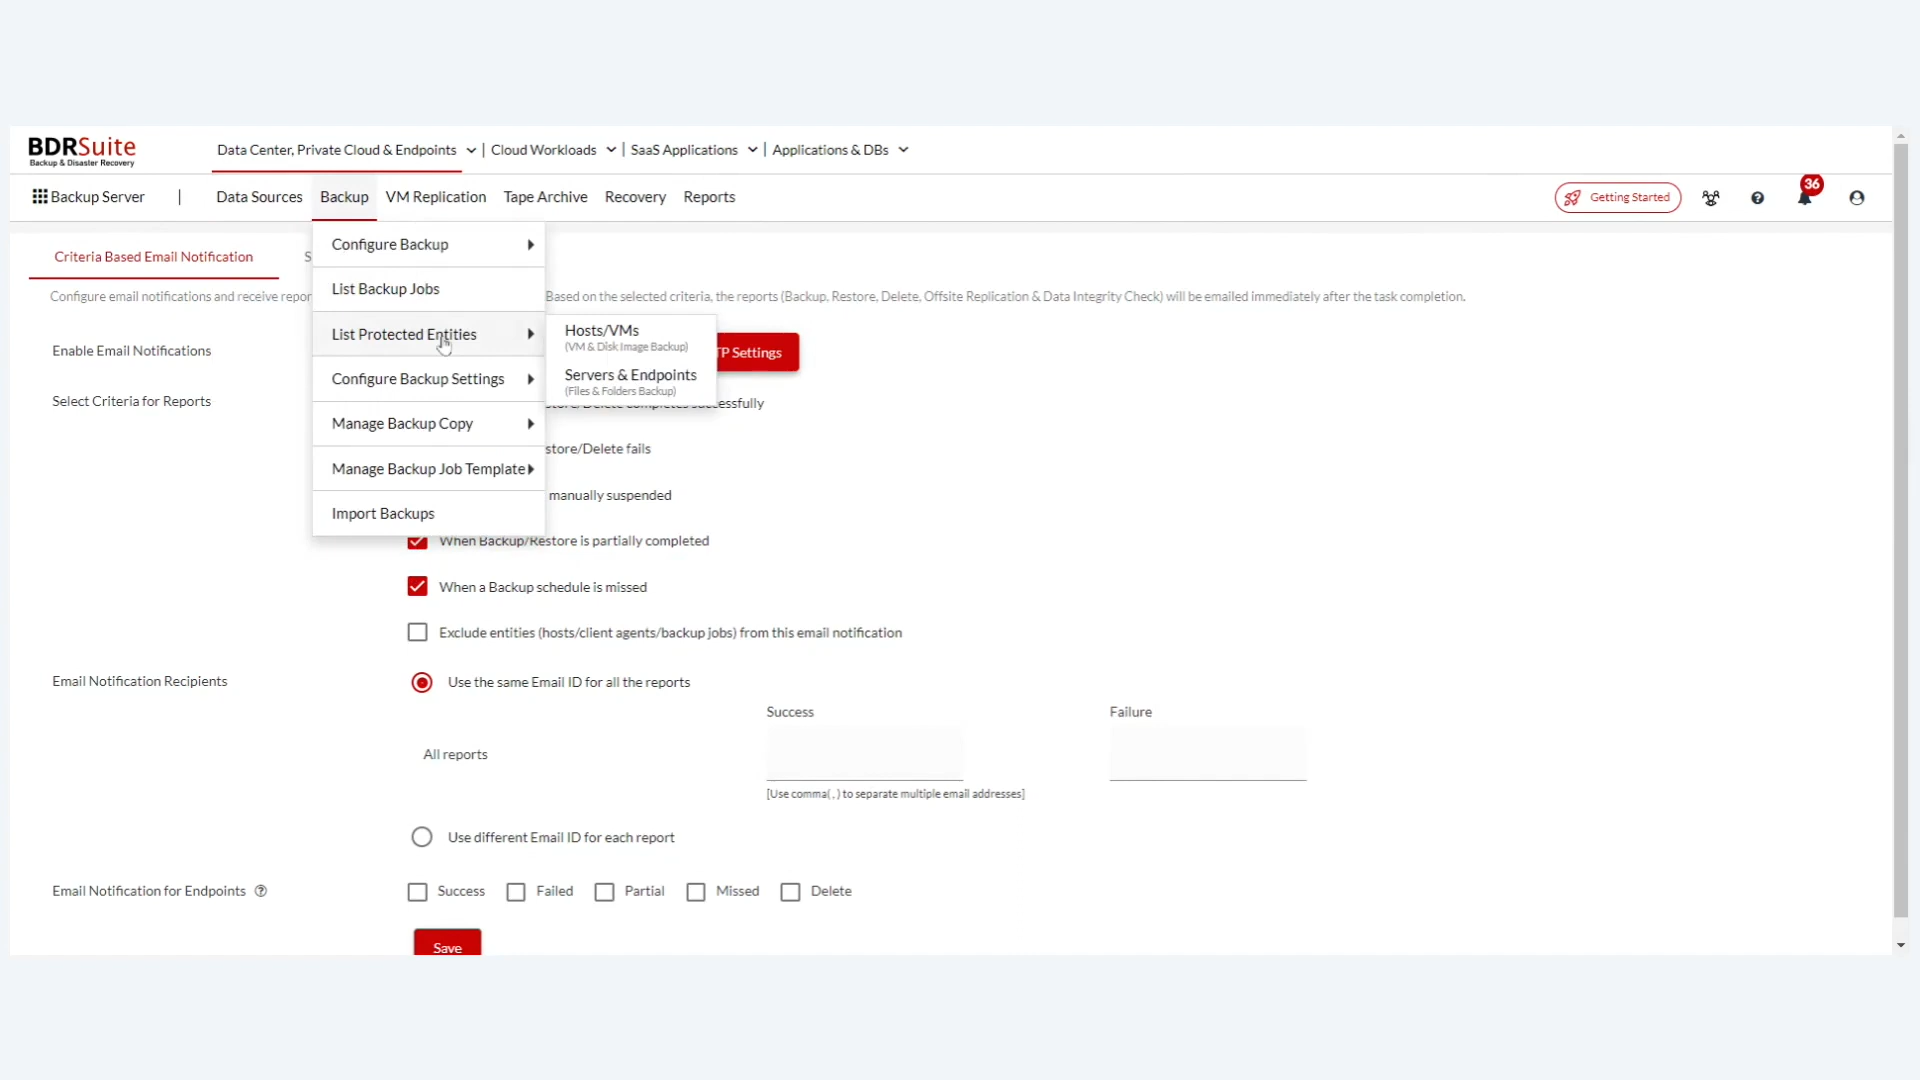 BDRSuite
Backup & Disaster Recovery
Data Center, Private Cloud & Endpoints | Cloud Workloads | SaaS Applications | Applications & DBs
Backup Server | Data Sources Backup VM Replication Tape Archive Recovery Reports Getting Started 36
Configure Backup
Criteria Based Email Notification S
List Backup Jobs
Configure email notifications and receive repor Based on the selected criteria, the reports (Backup, Restore, Delete, Offsite Replication & Data Integrity Check) will be emailed immediately after the task completion.
List Protected Entities
Hosts/VMs
(VM & Disk Image Backup)
Enable Email Notifications TP Settings
Configure Backup Settings
Servers & Endpoints
(Files & Folders Backup)
Select Criteria for Reports
store/Delete completes successfully
Manage Backup Copy
store/Delete fails
Manage Backup Job Template
manually suspended
Import Backups
When Backup/Restore is partially completed
When a Backup schedule is missed
Exclude entities (hosts/client agents/backup jobs) from this email notification
Email Notification Recipients Use the same Email ID for all the reports
Success Failure
All reports
[Use comma( , ) to separate multiple email addresses]
Use different Email ID for each report
Email Notification for Endpoints ? Success Failed Partial Missed Delete
Save